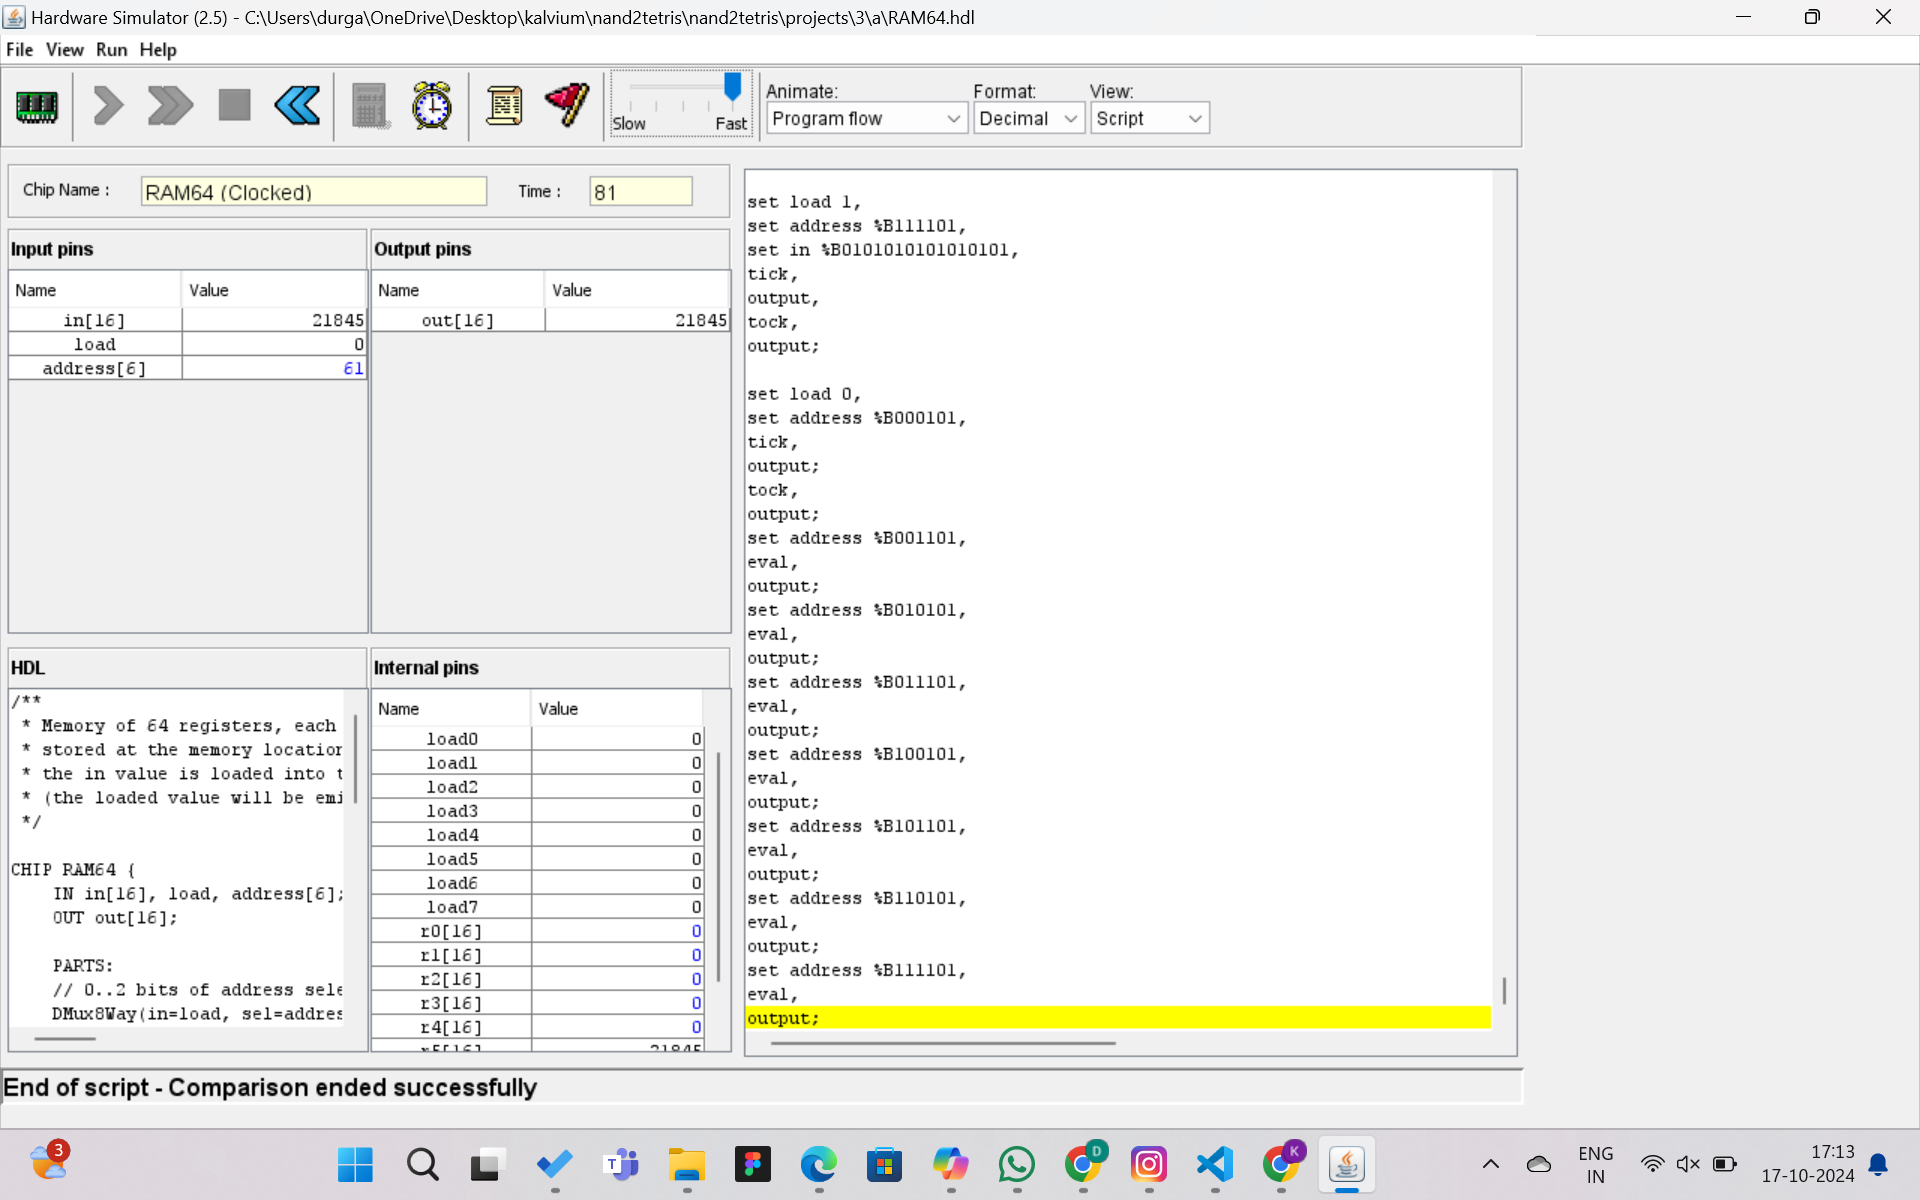 Hardware Simulator (2.5) - C:\Users\durga\OneDrive\Desktop\kalvium\nand2tetris\nand2tetris\projects\3\a\RAM64.hdl
File View Run Help
Slow Fast
Animate: Format: View:
Program flow Decimal Script
Chip Name : RAM64 (Clocked) Time : 81
Input pins
Name Value
in[16] 21845
load 0
address[6] 61
Output pins
Name Value
out[16] 21845
HDL
/**
* Memory of 64 registers, each
* stored at the memory location
* the in value is loaded into t
* (the loaded value will be emi
*/
CHIP RAM64 {
IN in[16], load, address[6];
OUT out[16];
PARTS:
// 0..2 bits of address sele
DMux8Way(in=load, sel=addres
Internal pins
Name Value
load0 0
load1 0
load2 0
load3 0
load4 0
load5 0
load6 0
load7 0
r0[16] 0
r1[16] 0
r2[16] 0
r3[16] 0
r4[16] 0
r5[16] 21845
set load 1,
set address %B111101,
set in %B0101010101010101,
tick,
output,
tock,
output;
set load 0,
set address %B000101,
tick,
output;
tock,
output;
set address %B001101,
eval,
output;
set address %B010101,
eval,
output;
set address %B011101,
eval,
output;
set address %B100101,
eval,
output;
set address %B101101,
eval,
output;
set address %B110101,
eval,
output;
set address %B111101,
eval,
output;
End of script - Comparison ended successfully
3
T
D
K
ENG
IN
17:13
17-10-2024